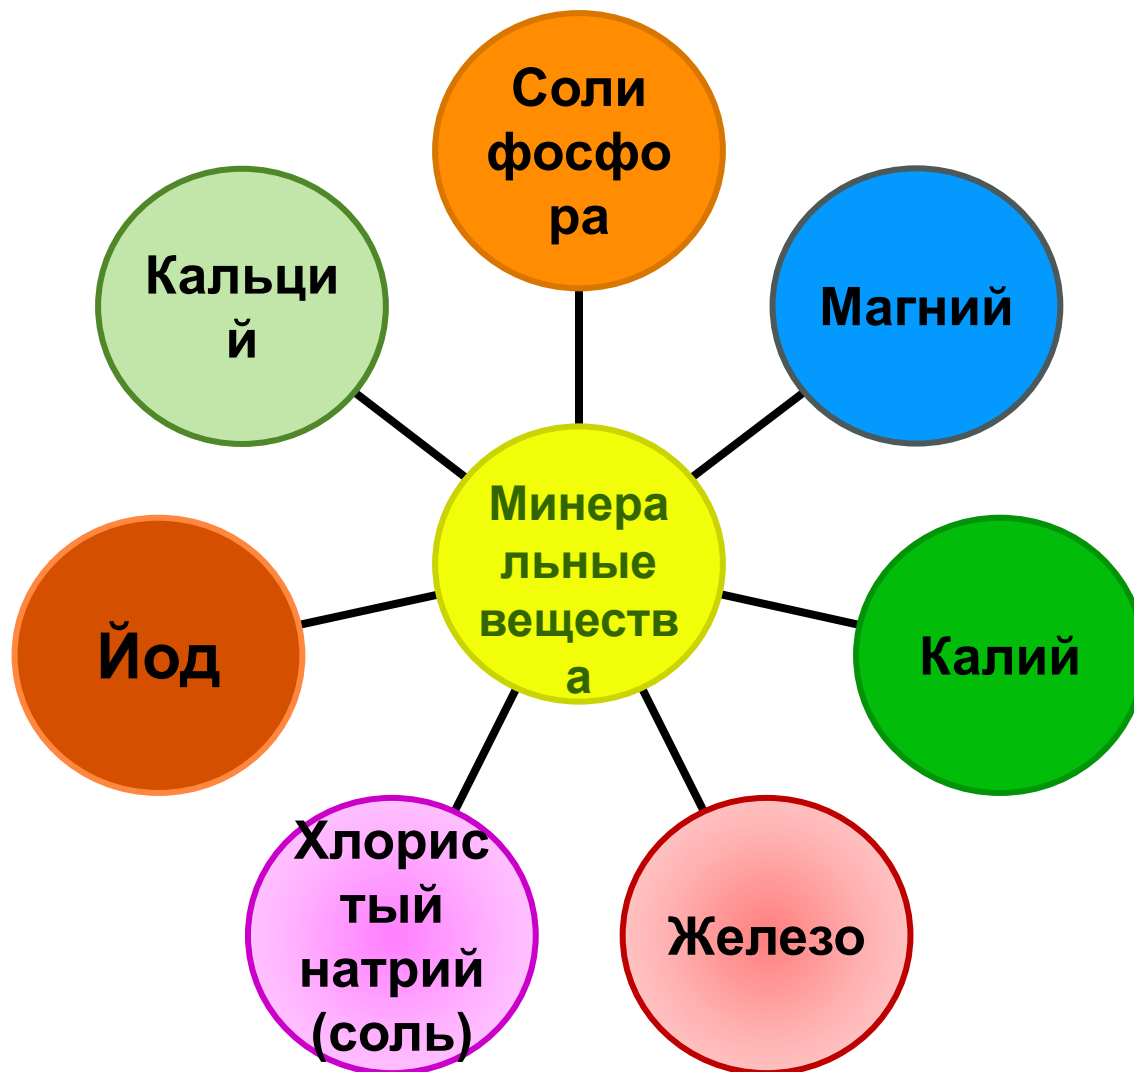 Соли
фосфо
ра
Магний
Кальци
й
Минера
льные
веществ
а
Йод
Калий
Хлорис
тый
натрий
(соль)
Железо